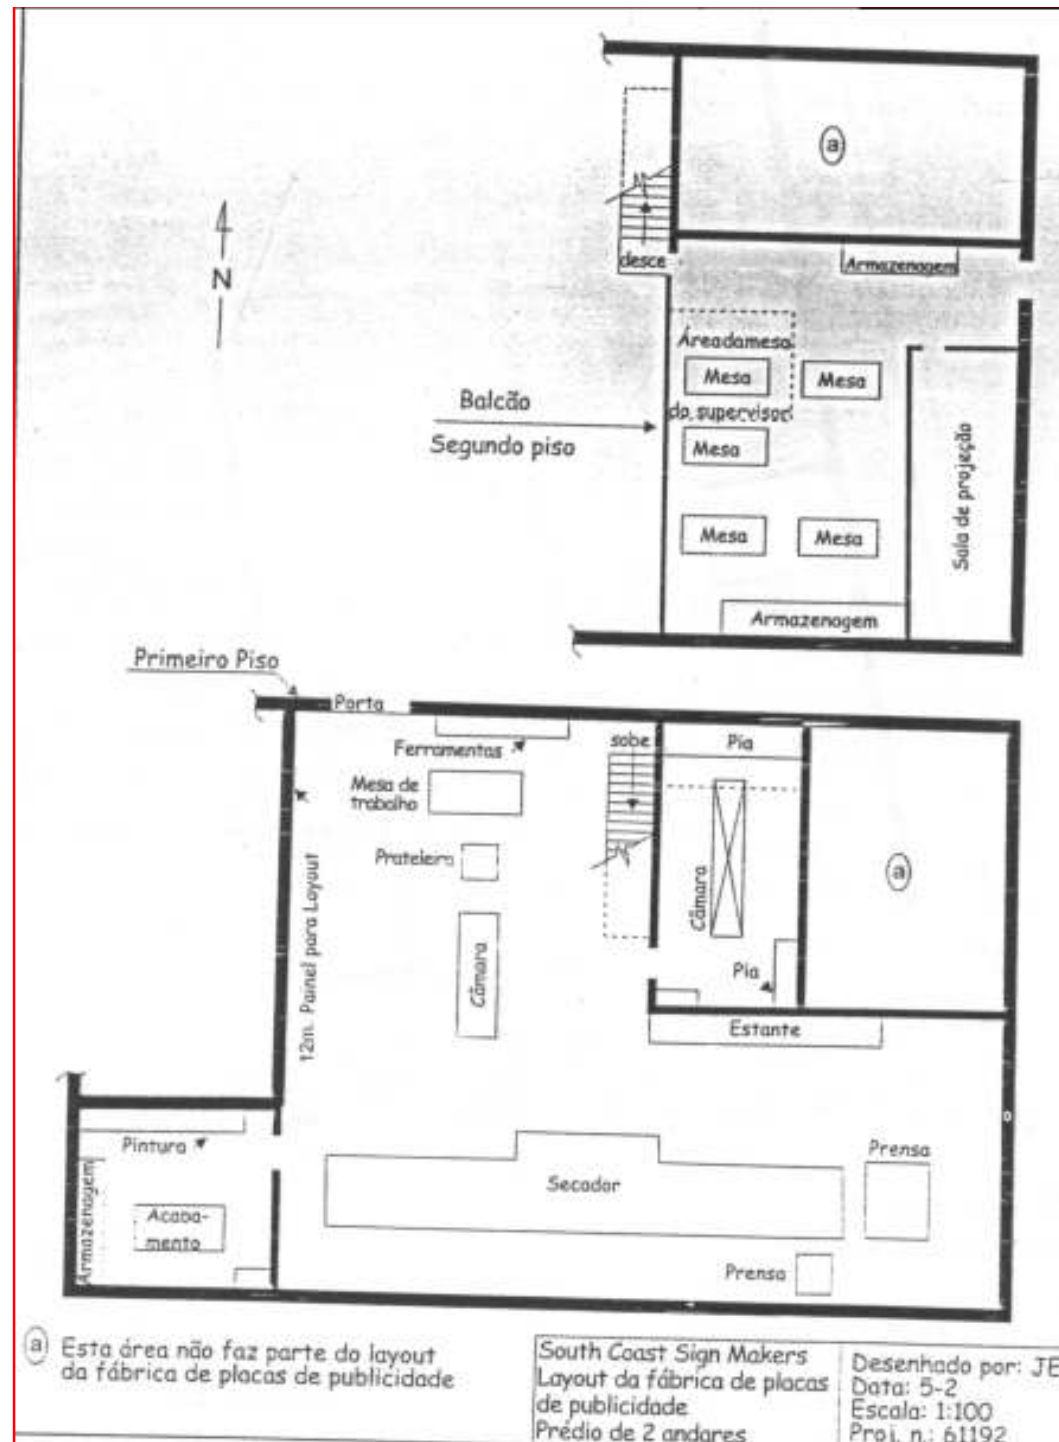 a
desce
Armazenagem
N
Áreadamesa
Mesa
Mesa
do supervisor
Mesa
Balcão
Segundo piso
Sala de projeção
Mesa
Mesa
Armazenagem
Primeiro Piso
Porta
Ferramentas
sobe
Pia
Mesa de
trabalho
Prateleira
12m. Painel para Layout
Câmara
Câmara
a
Pia
Estante
Pintura
Armazenagem
Acaba-
mento
Secador
Prensa
Prensa
a Esta área não faz parte do layout
da fábrica de placas de publicidade
South Coast Sign Makers
Layout da fábrica de placas
de publicidade
Prédio de 2 andares
Desenhado por: JE
Data: 5-2
Escala: 1:100
Proj. n.: 61192